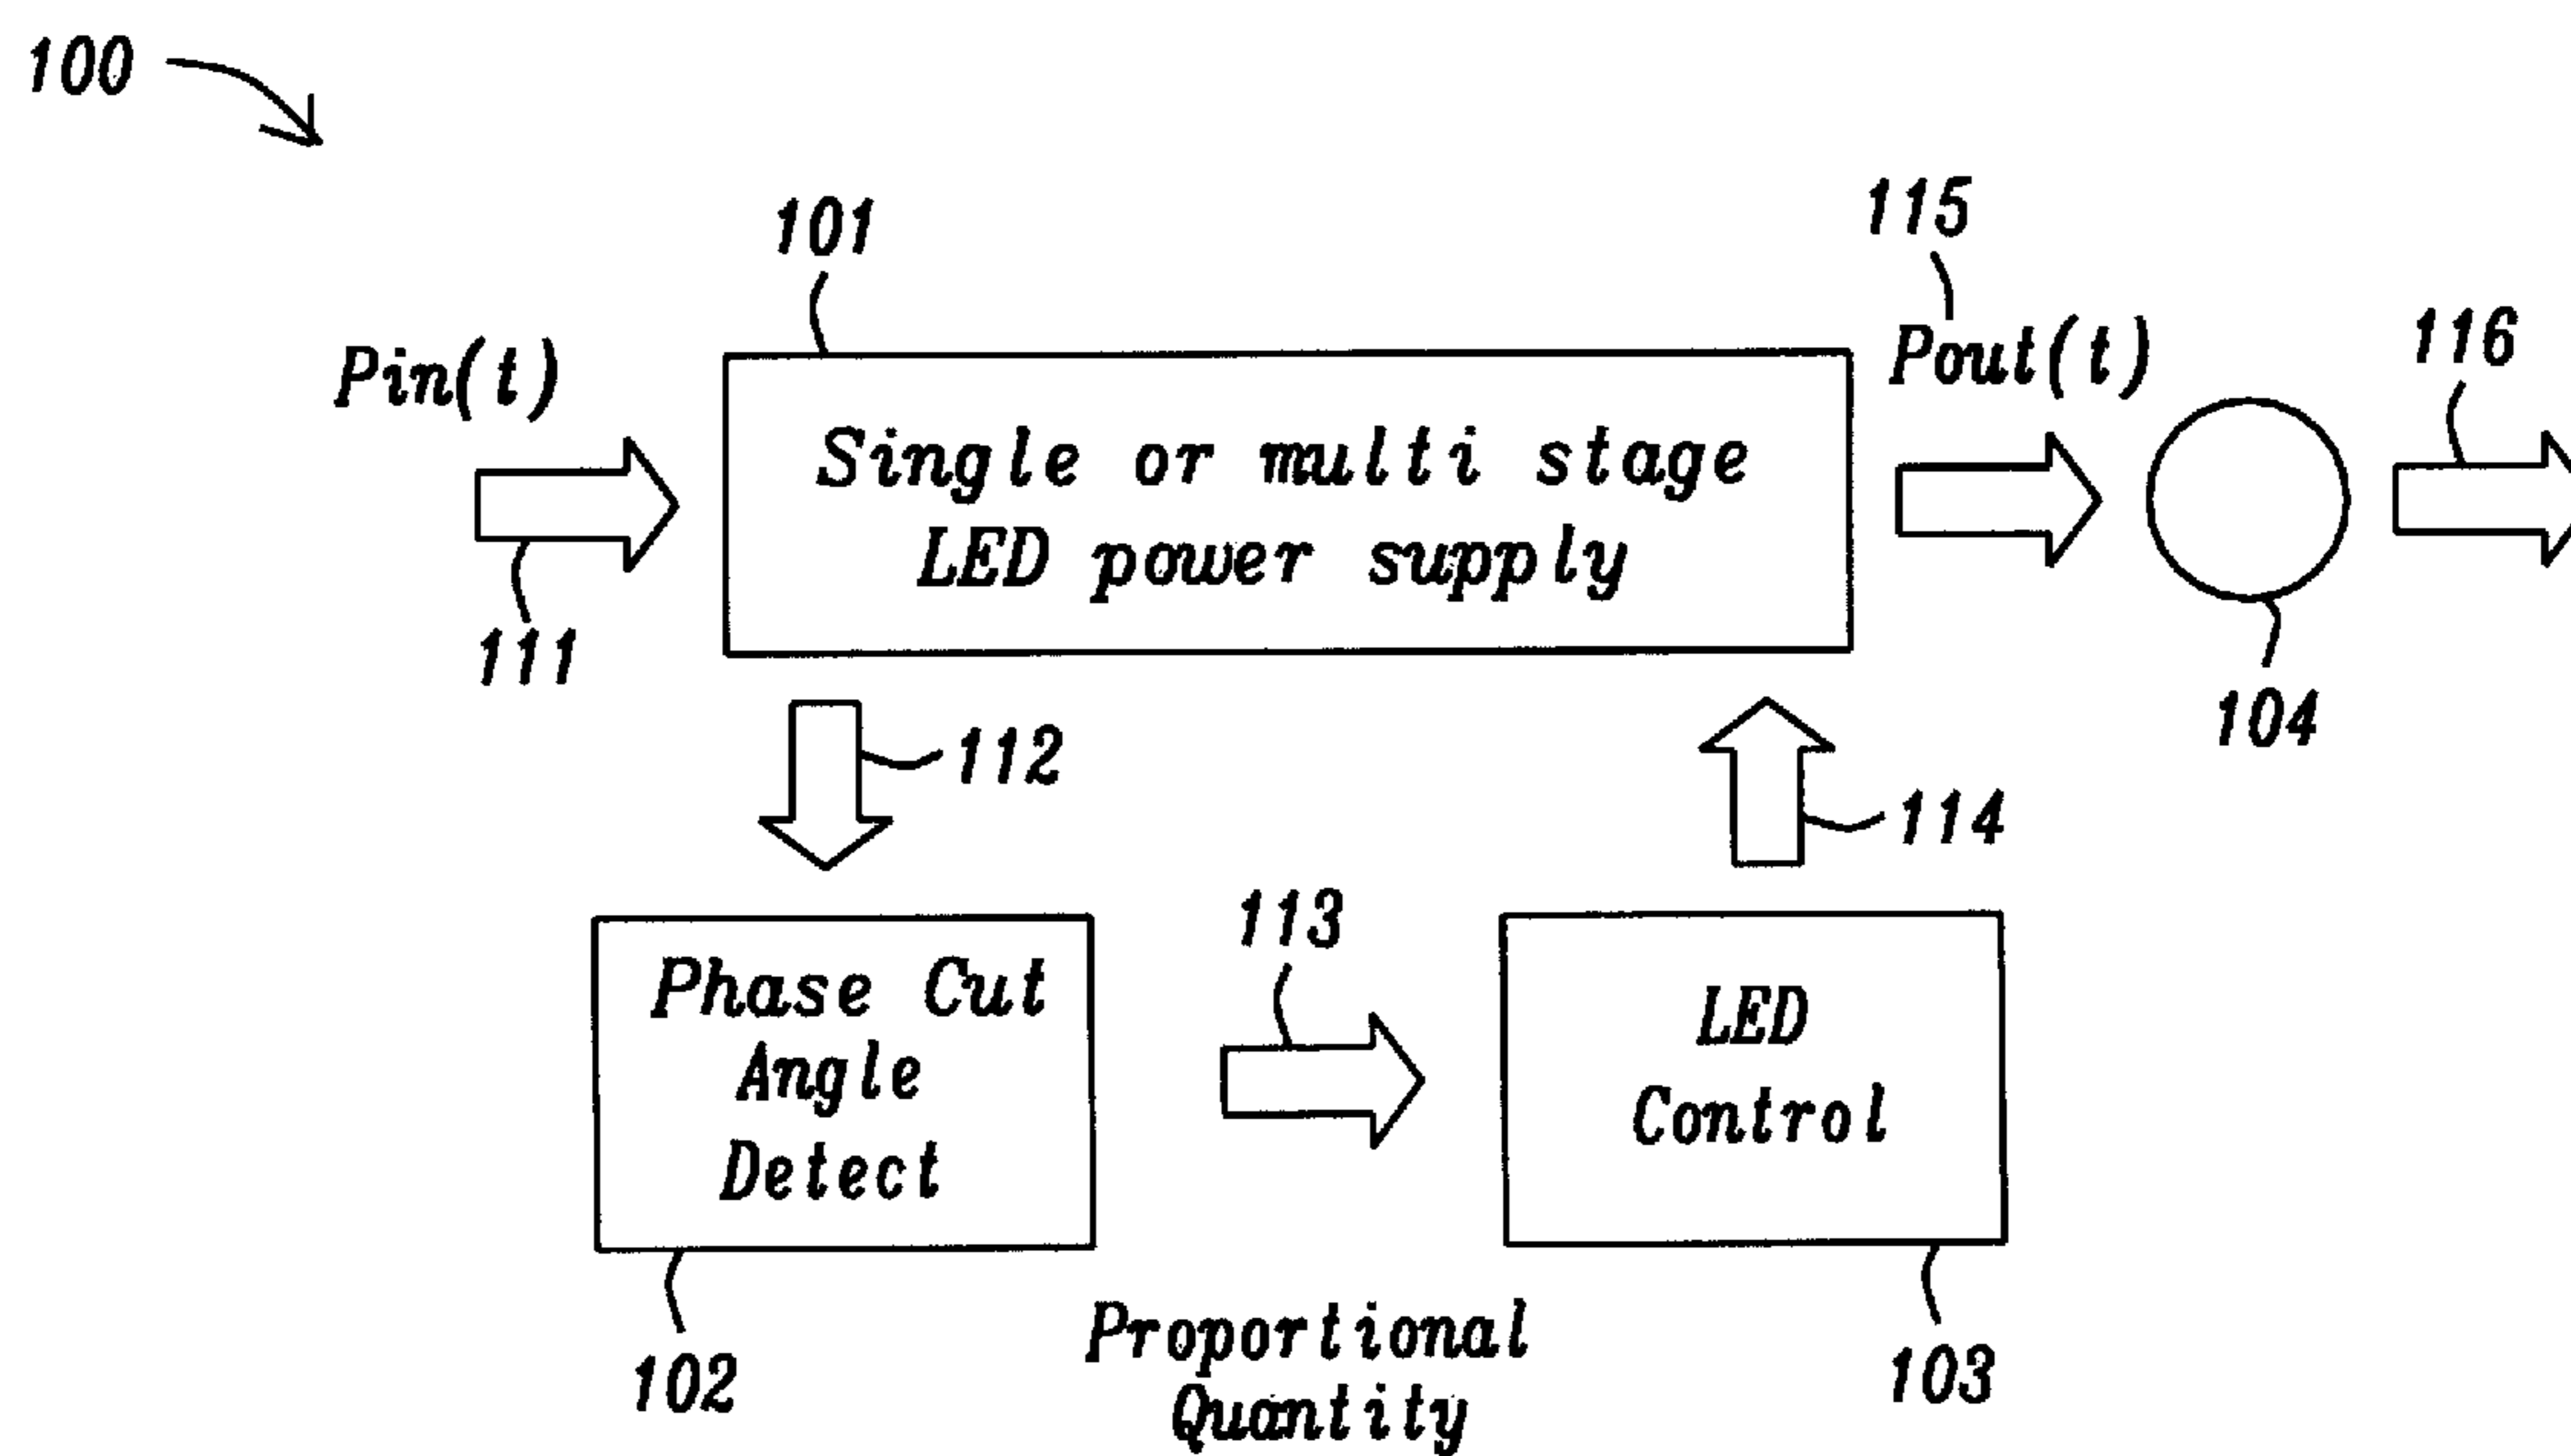 100
101
115
Pin(t)
Pout(t)
116
Single or multi stage
LED power supply
111
112
104
114
113
Phase Cut
Angle
Detect
LED
Control
102
Proportional
Quantity
103